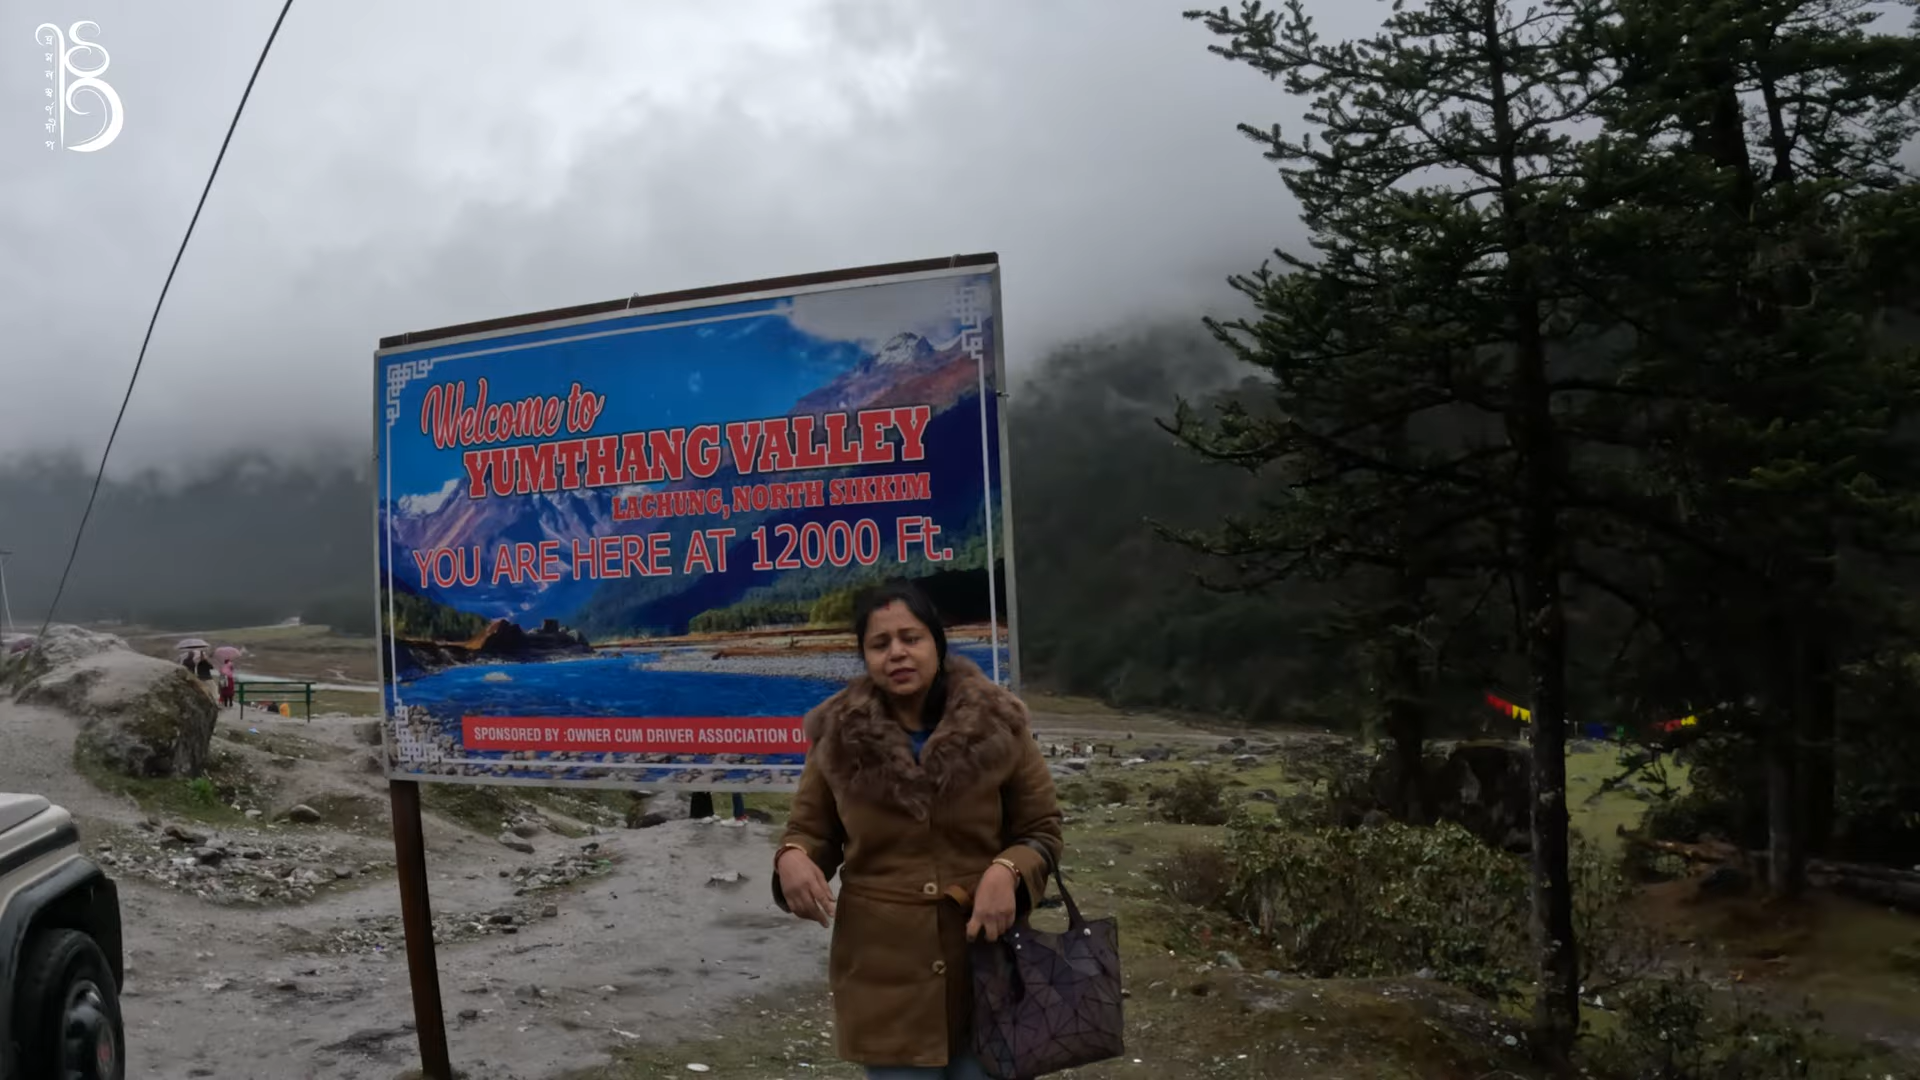 Welcome to
YUMTHANG VALLEY
LACHUNG, NORTH SIKKIM
YOU ARE HERE AT 12000 Ft.
SPONSORED BY :OWNER CUM DRIVER ASSOCIATION